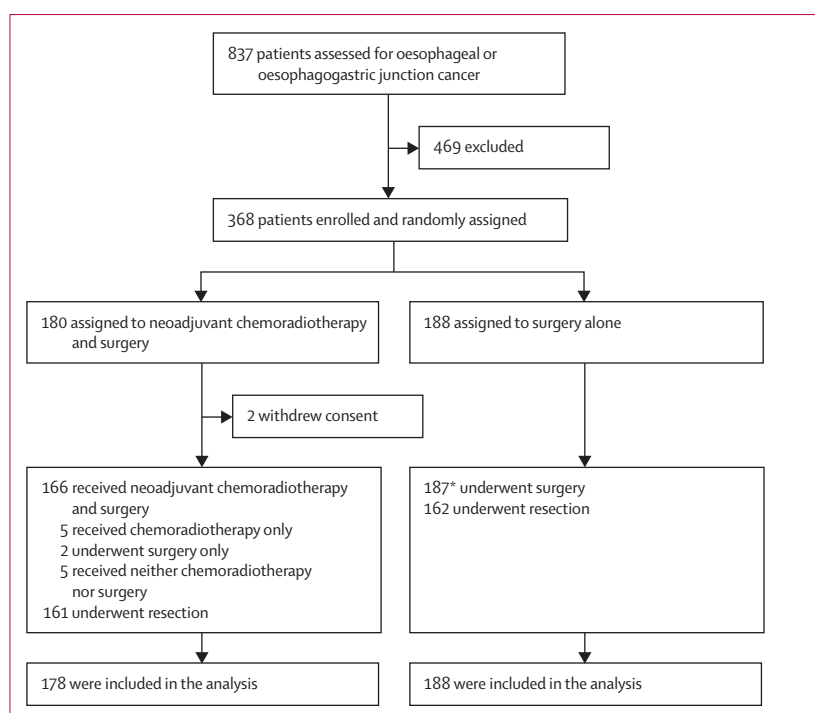 837 patients assessed for oesophageal or
oesophagogastric junction cancer
469 excluded
368 patients enrolled and randomly assigned
180 assigned to neoadjuvant chemoradiotherapy
and surgery
188 assigned to surgery alone
2 withdrew consent
166 received neoadjuvant chemoradiotherapy
and surgery
5 received chemoradiotherapy only
2 underwent surgery only
5 received neither chemoradiotherapy
nor surgery
161 underwent resection
187* underwent surgery
162 underwent resection
178 were included in the analysis
188 were included in the analysis